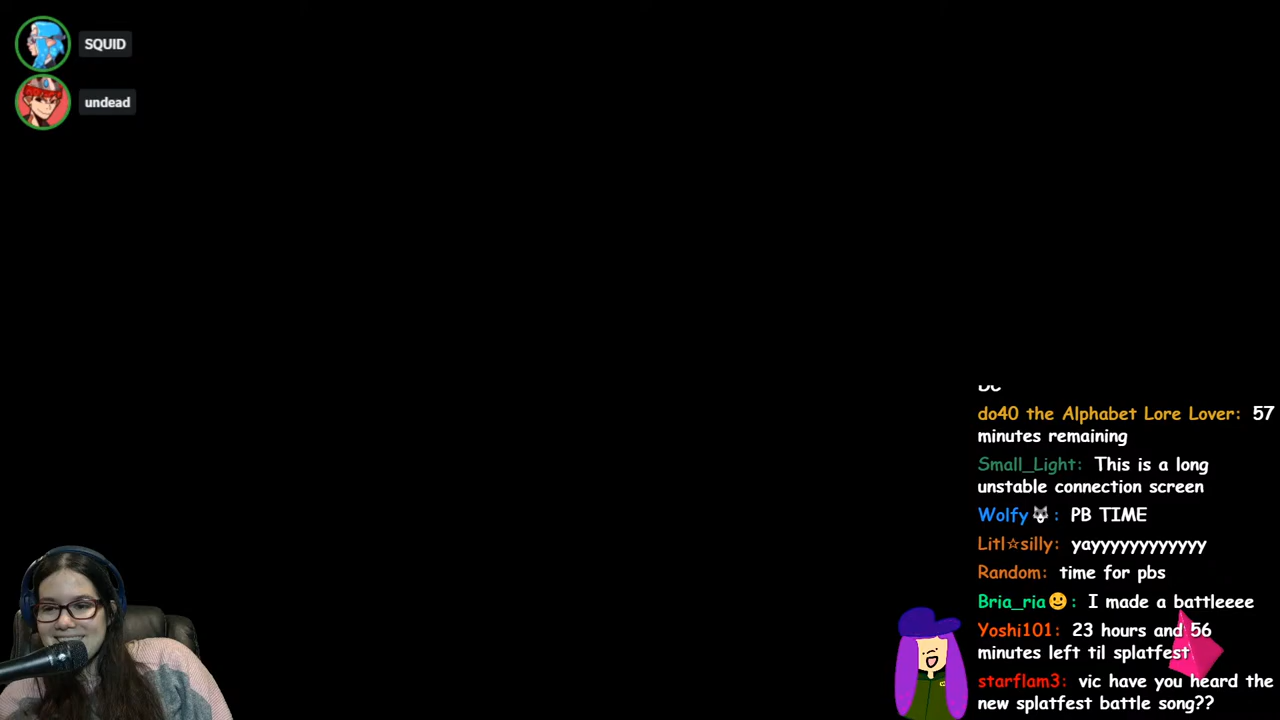 SQUID
undead
do40 the Alphabet Lore Lover: 57
minutes remaining
Small_Light: This is a long
unstable connection screen
Wolfy🐺: PB TIME
Litl☆silly: yayyyyyyyyyyyy
Random: time for pbs
Bria_ria🙂: I made a battleeee
Yoshi101: 23 hours and 56
minutes left til splatfest
starflam3: vic have you heard the
new splatfest battle song??